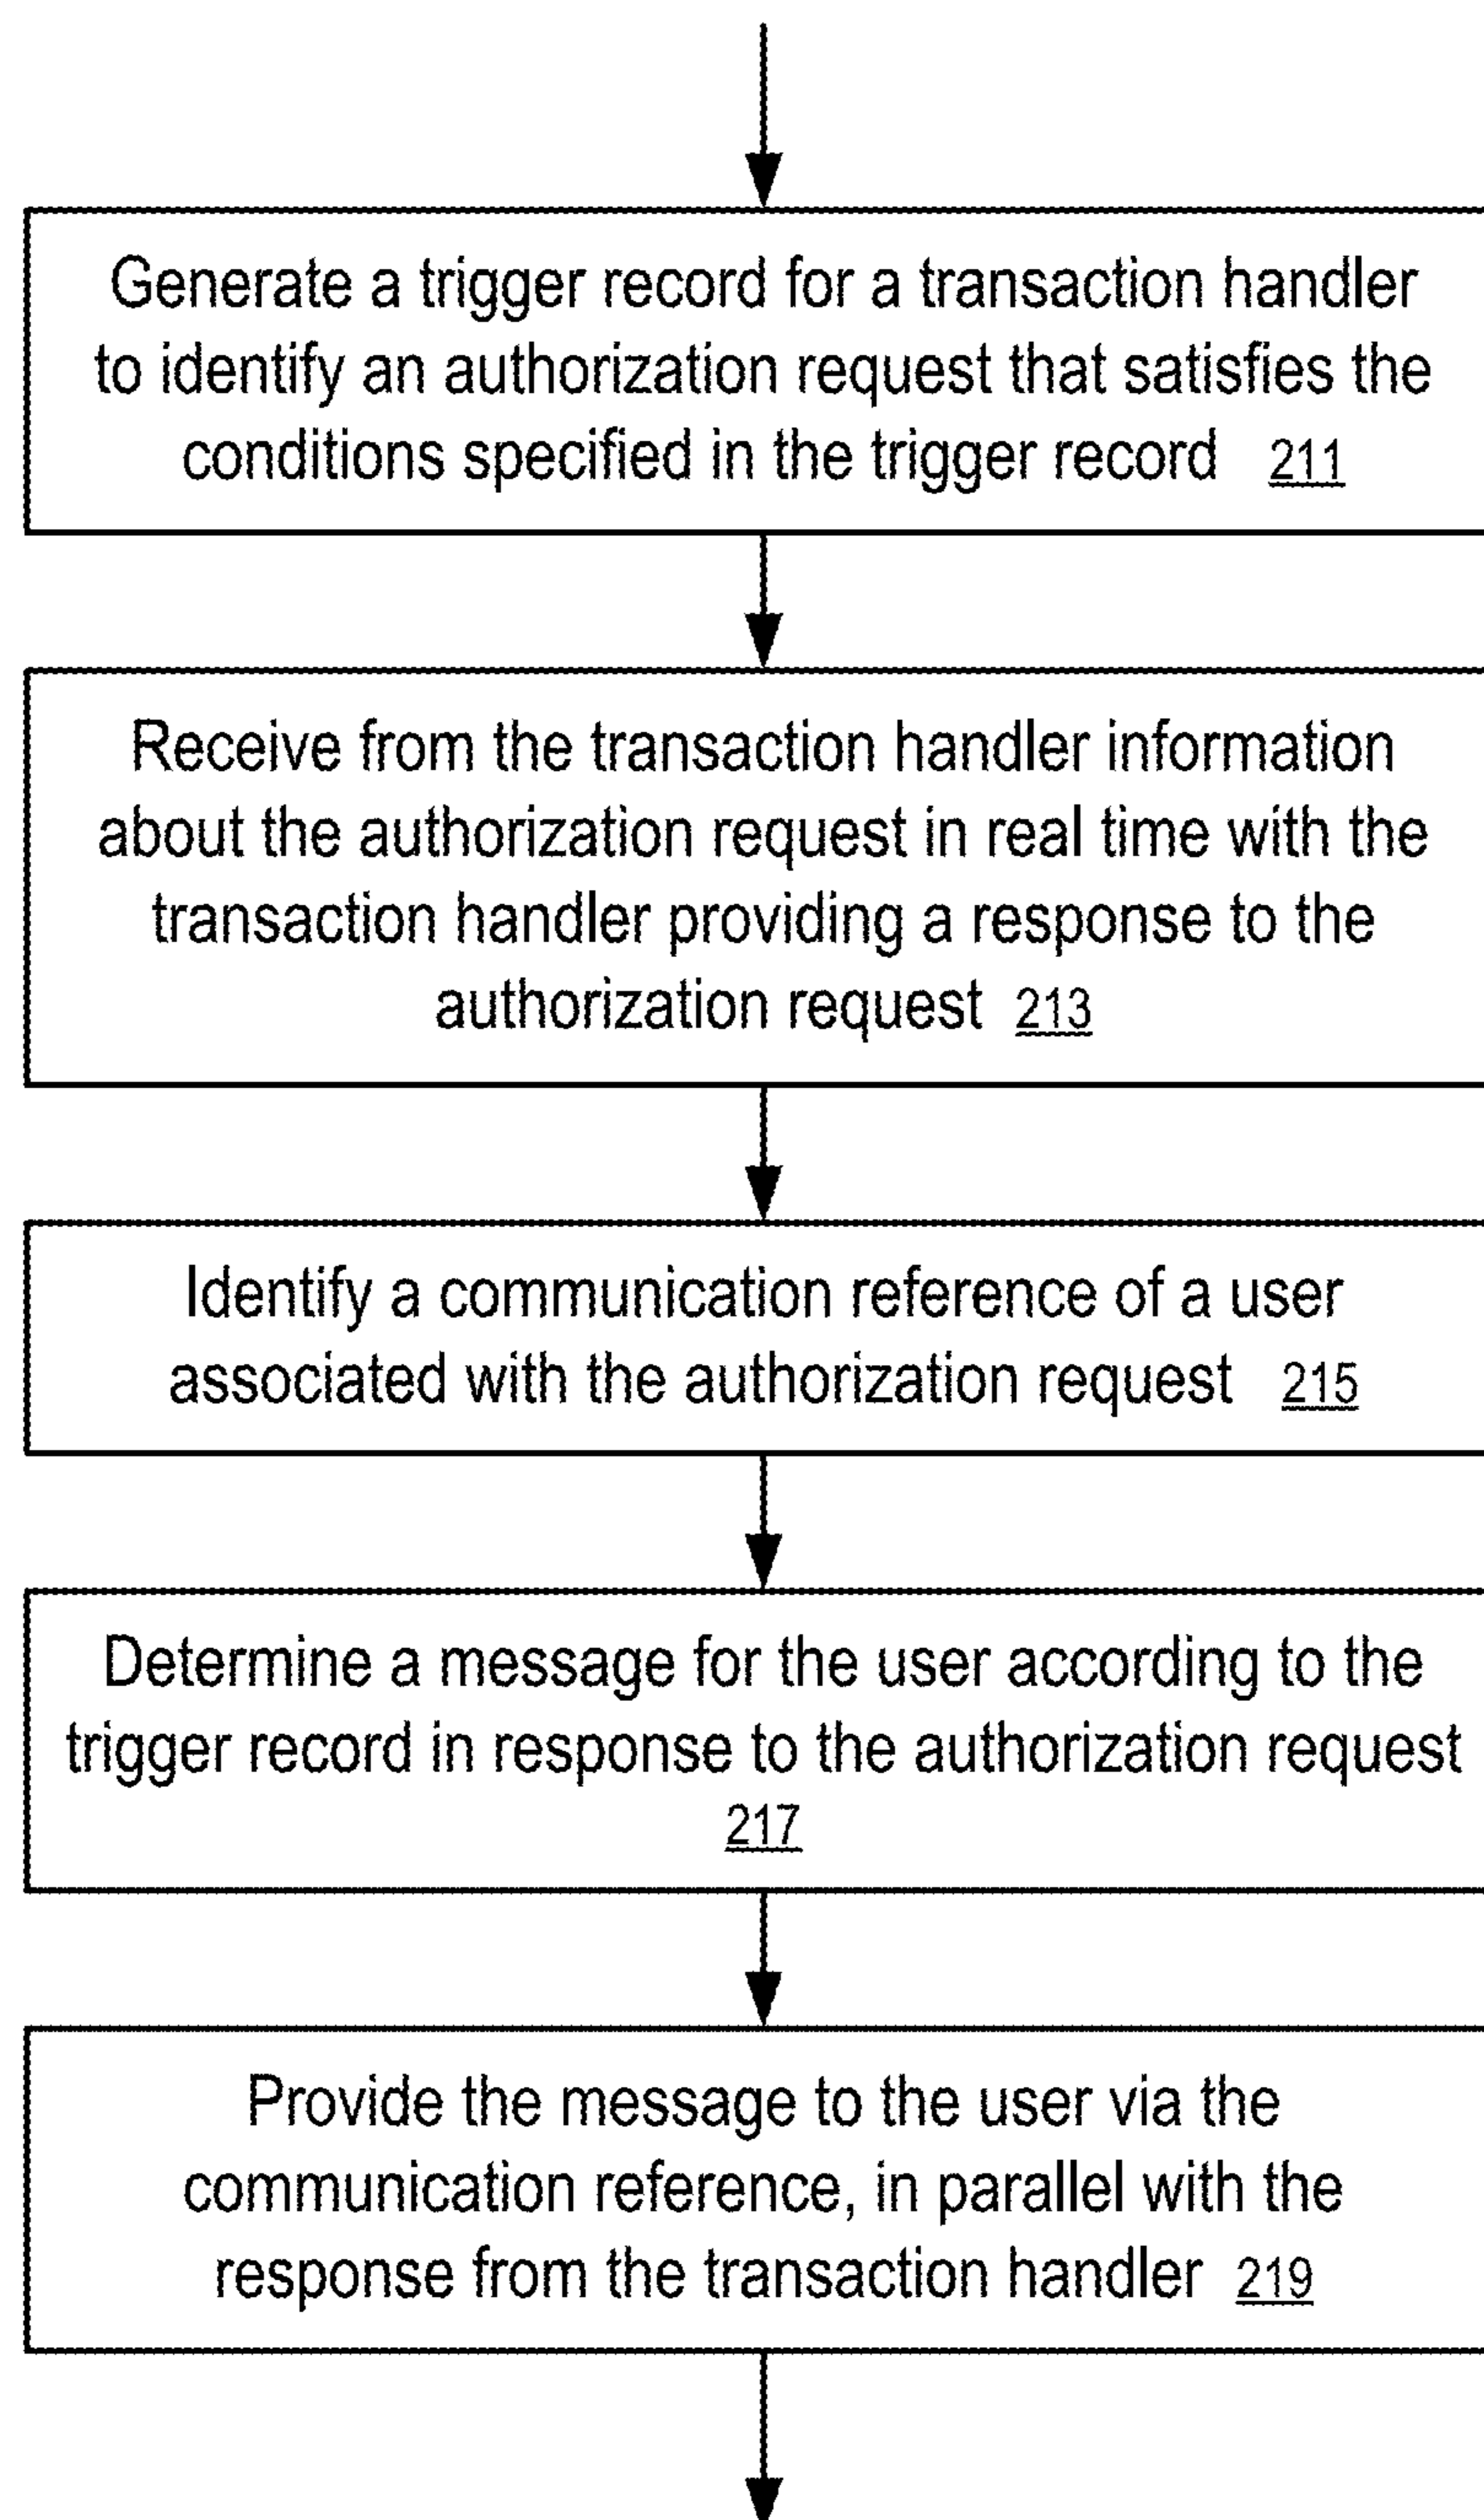 Generate a trigger record for a transaction handler
to identify an authorization request that satisfies the
conditions specified in the trigger record 211
Receive from the transaction handler information
about the authorization request in real time with the
transaction handler providing a response to the
authorization request 213
Identify a communication reference of a user
associated with the authorization request 215
Determine a message for the user according to the
trigger record in response to the authorization request
217
Provide the message to the user via the
communication reference, in parallel with the
response from the transaction handler 219